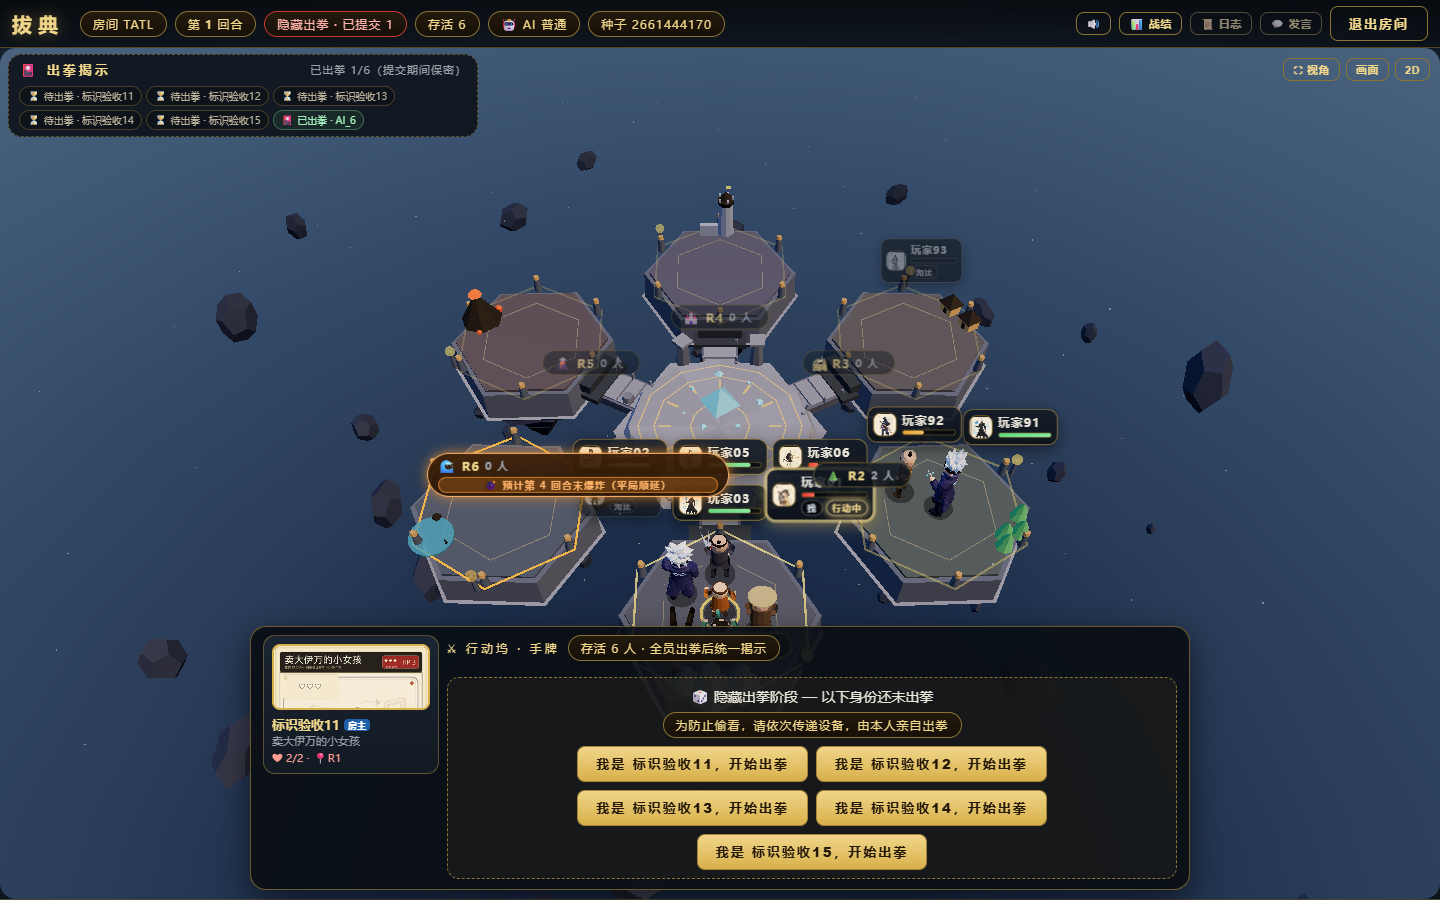 拔典
房间 TATL
第 1 回合
隐藏出拳 · 已提交 1
存活 6
AI 普通
种子 2661444170
战绩
日志
发言
退出房间
出拳揭示
已出拳 1/6（提交期间保密）
待出拳 · 标识验收11
待出拳 · 标识验收12
待出拳 · 标识验收13
待出拳 · 标识验收14
待出拳 · 标识验收15
已出拳 · AI_6
视角
画面
2D
玩家93
淘汰
R4 0 人
R5 0 人
R3 0 人
玩家92
玩家91
玩家05
玩家06
R6 0 人
预计第 4 回合末爆炸（平局顺延）
R2 2 人
淘汰
玩家03
我
行动中
卖大伊万的小女孩
HP 2
标识验收11
房主
卖大伊万的小女孩
2/2 · R1
行动坞 · 手牌
存活 6 人 · 全员出拳后统一揭示
隐藏出拳阶段 — 以下身份还未出拳
为防止偷看，请依次传递设备，由本人亲自出拳
我是 标识验收11，开始出拳
我是 标识验收12，开始出拳
我是 标识验收13，开始出拳
我是 标识验收14，开始出拳
我是 标识验收15，开始出拳